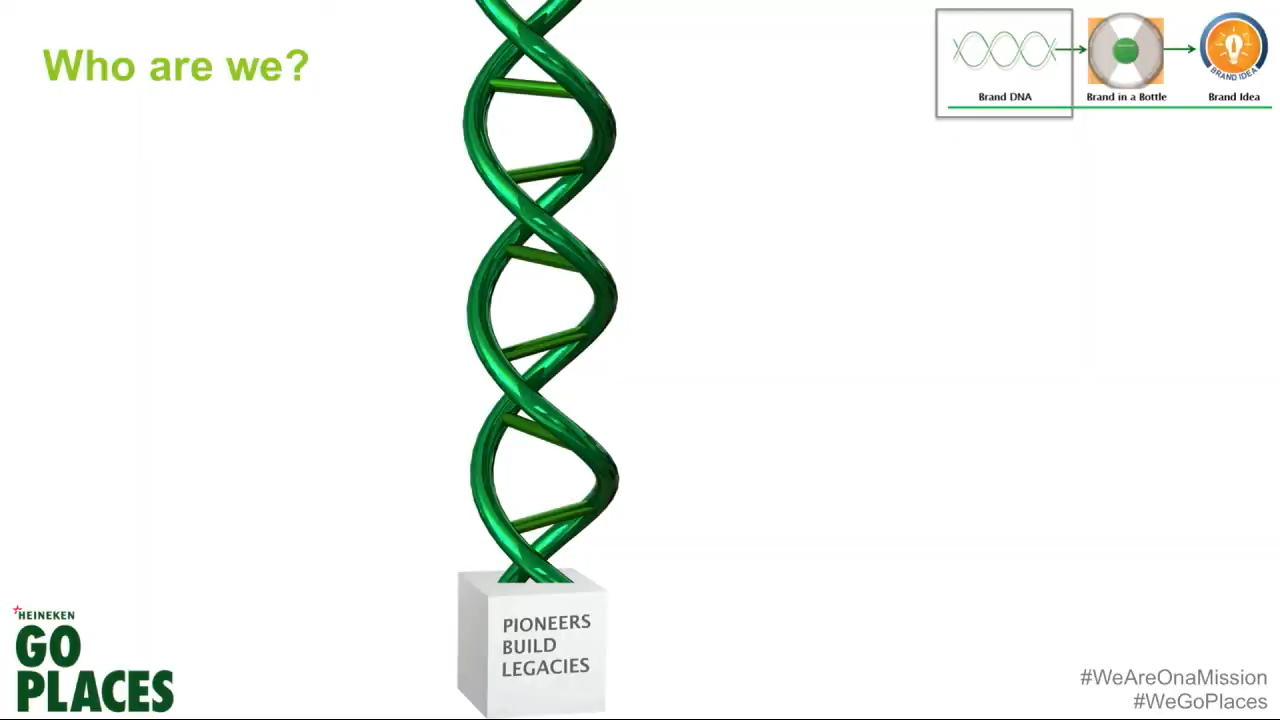 Who are we?
Brand DNA
Brand in a Bottle
BRAND IDEA
Brand Idea
PIONEERS
BUILD
LEGACIES
HEINEKEN
GO
PLACES
#WeAreOnaMission
#WeGoPlaces